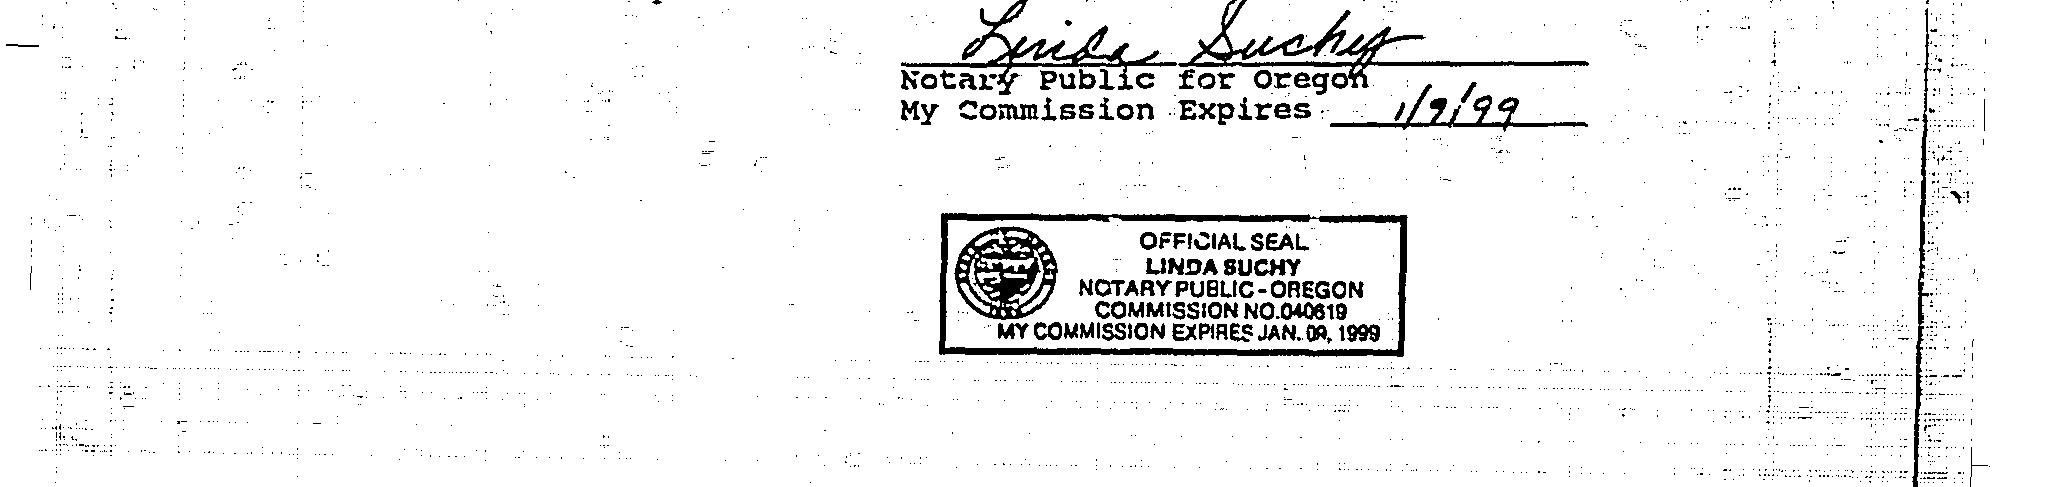 Linda Suchy
Notary Public for Oregon
My Commission Expires 1/9/99
OFFICIAL SEAL
LINDA SUCHY
NOTARY PUBLIC - OREGON
COMMISSION NO.040619
MY COMMISSION EXPIRES JAN. 09, 1999